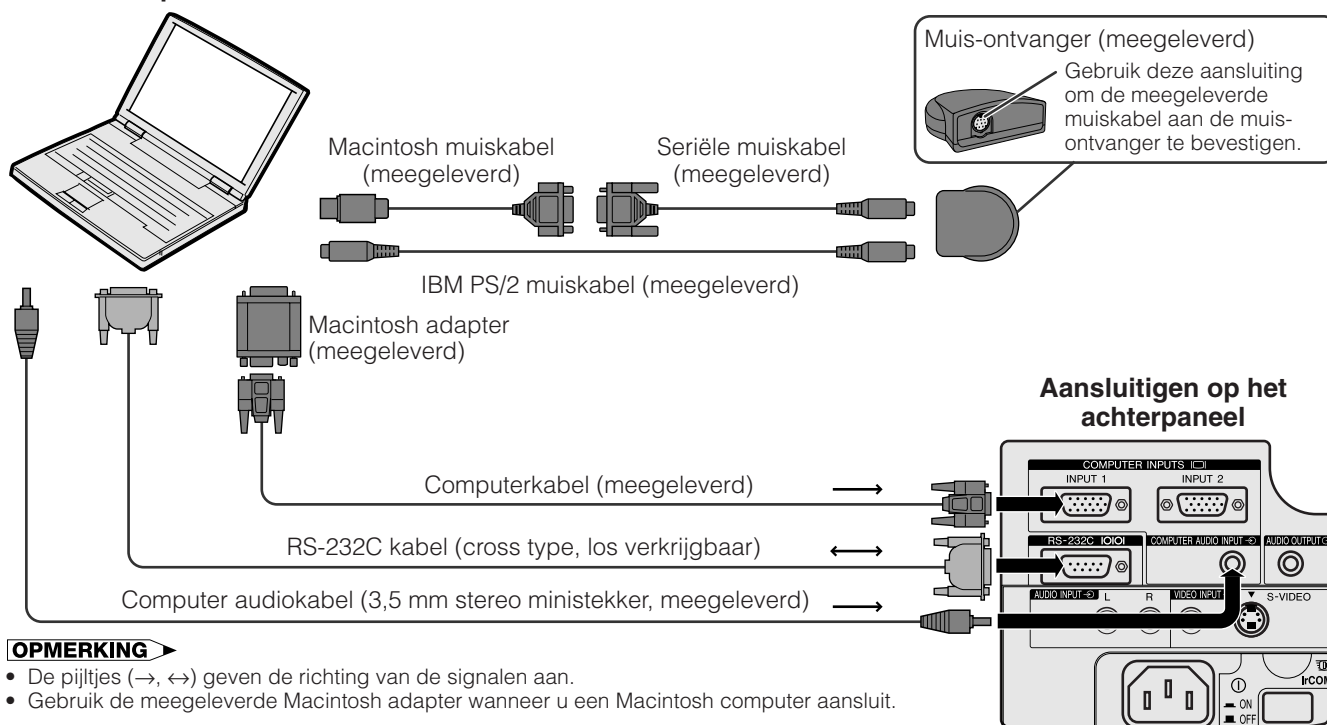 Muis-ontvanger (meegeleverd)
Gebruik deze aansluiting
om de meegeleverde
muiskabel aan de muis-
ontvanger te bevestigen.
Macintosh muiskabel
(meegeleverd)
Seriële muiskabel
(meegeleverd)
IBM PS/2 muiskabel (meegeleverd)
Macintosh adapter
(meegeleverd)
Aansluitigen op het
achterpaneel
COMPUTER INPUTS
INPUT 1
INPUT 2
Computerkabel (meegeleverd) →
RS-232C IOIOI
COMPUTER AUDIO INPUT
AUDIO OUTPUT
RS-232C kabel (cross type, los verkrijgbaar) ↔
AUDIO INPUT
L
R
VIDEO INPUT
▼
S-VIDEO
Computer audiokabel (3,5 mm stereo ministekker, meegeleverd) →
OPMERKING
• De pijltjes (→, ↔) geven de richting van de signalen aan.
• Gebruik de meegeleverde Macintosh adapter wanneer u een Macintosh computer aansluit.
IrCOM
ON
OFF